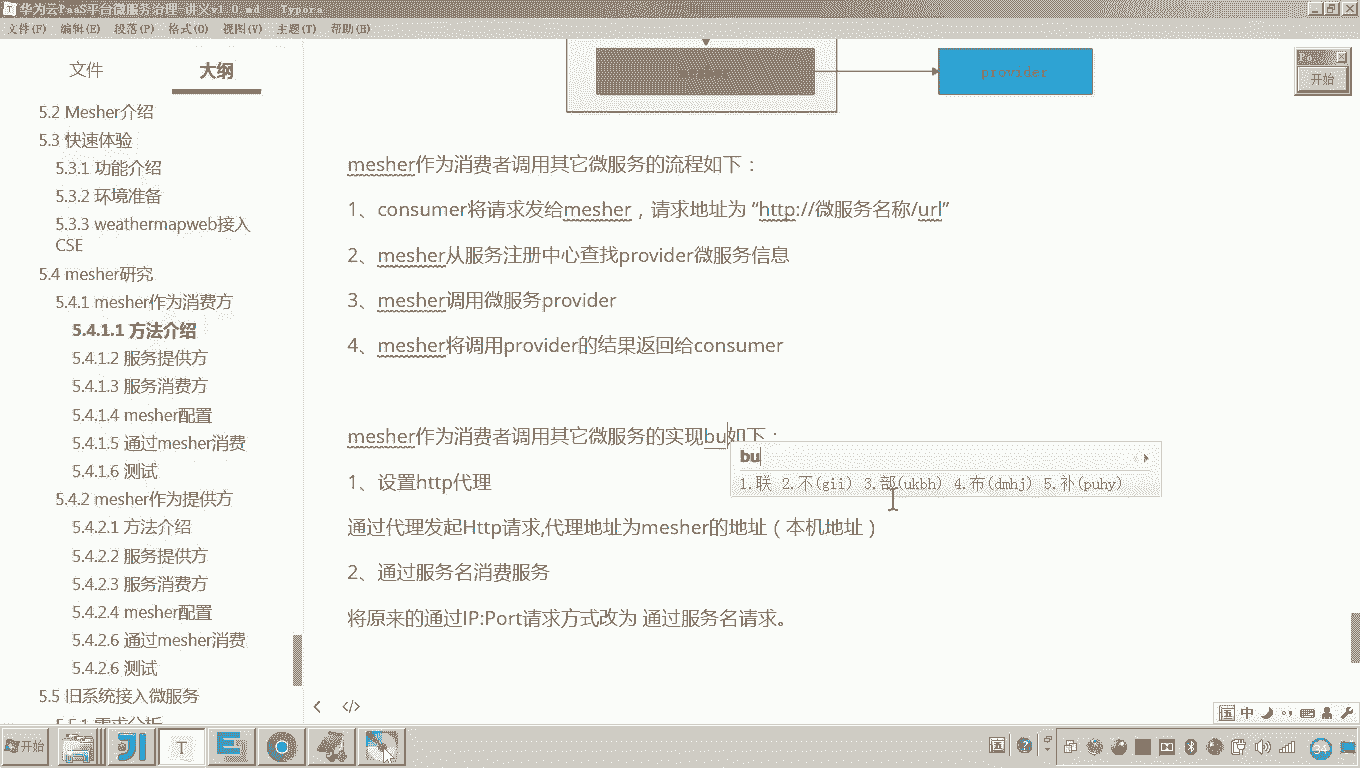 华为云PaaS平台微服务治理-讲义v1.0.md - Typora
文件(F) 编辑(E) 段落(P) 格式(O) 视图(V) 主题(T) 帮助(H)
文件 大纲
5.2 Mesher介绍
5.3 快速体验
5.3.1 功能介绍
5.3.2 环境准备
5.3.3 weathermapweb接入
CSE
5.4 mesher研究
5.4.1 mesher作为消费方
5.4.1.1 方法介绍
5.4.1.2 服务提供方
5.4.1.3 服务消费方
5.4.1.4 mesher配置
5.4.1.5 通过mesher消费
5.4.1.6 测试
5.4.2 mesher作为提供方
5.4.2.1 方法介绍
5.4.2.2 服务提供方
5.4.2.3 服务消费方
5.4.2.4 mesher配置
5.4.2.6 通过mesher消费
5.4.2.6 测试
5.5 旧系统接入微服务
5.5.1 需求分析
mesher
provider
开始
mesher作为消费者调用其它微服务的流程如下：
1、consumer将请求发给mesher，请求地址为 “http://微服务名称/url”
2、mesher从服务注册中心查找provider微服务信息
3、mesher调用微服务provider
4、mesher将调用provider的结果返回给consumer
mesher作为消费者调用其它微服务的实现bu如下：
bu
1.联 2.不(gii) 3.部(ukbh) 4.布(dmhj) 5.补(puhy)
1、设置http代理
通过代理发起Http请求,代理地址为mesher的地址（本机地址）
2、通过服务名消费服务
将原来的通过IP:Port请求方式改为 通过服务名请求。
国 中
开始
T
国
34